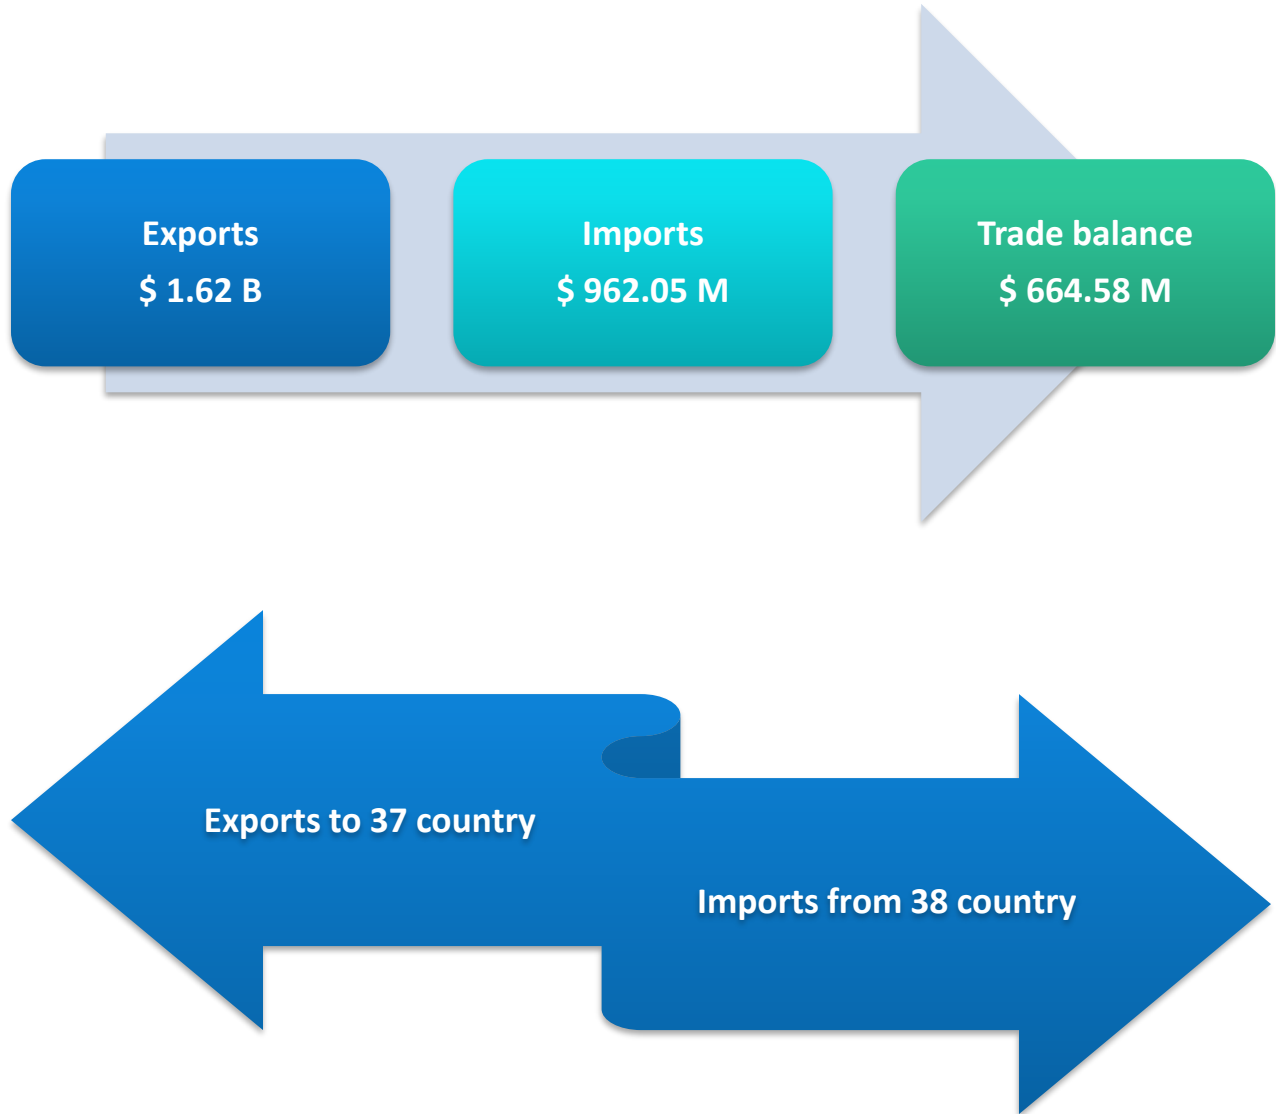 Exports
$ 1.62 B
Imports
$ 962.05 M
Trade balance
$ 664.58 M
Exports to 37 country
Imports from 38 country